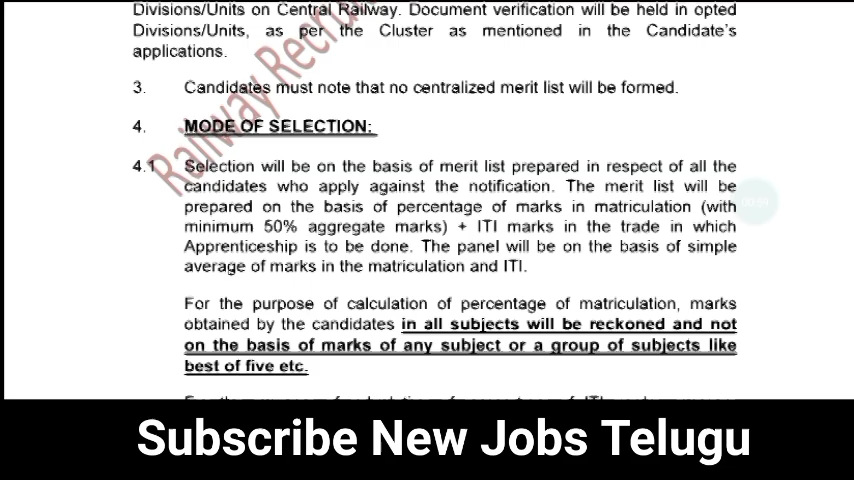 Divisions/Units on Central Railway. Document verification will be held in opted
Divisions/Units, as per the Cluster as mentioned in the Candidate's
applications.
3. Candidates must note that no centralized merit list will be formed.
4. MODE OF SELECTION:
4.1 Selection will be on the basis of merit list prepared in respect of all the
candidates who apply against the notification. The merit list will be
prepared on the basis of percentage of marks in matriculation (with
minimum 50% aggregate marks) + ITI marks in the trade in which
Apprenticeship is to be done. The panel will be on the basis of simple
average of marks in the matriculation and ITI.
For the purpose of calculation of percentage of matriculation, marks
obtained by the candidates in all subjects will be reckoned and not
on the basis of marks of any subject or a group of subjects like
best of five etc.
Railway Recru
Subscribe New Jobs Telugu